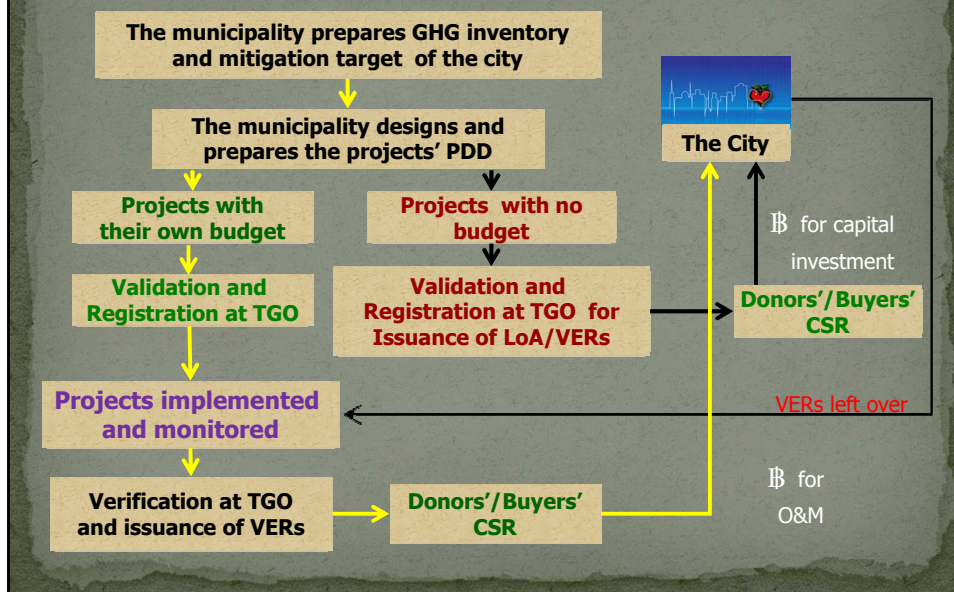 The municipality prepares GHG inventory
and mitigation target of the city
The municipality designs and
prepares the projects' PDD
The City
Projects with
their own budget
Projects with no
budget
฿ for capital
investment
Validation and
Registration at TGO
Validation and
Registration at TGO for
Issuance of LoA/VERs
Donors'/Buyers'
CSR
Projects implemented
and monitored
VERs left over
Verification at TGO
and issuance of VERs
Donors'/Buyers'
CSR
฿ for
O&M